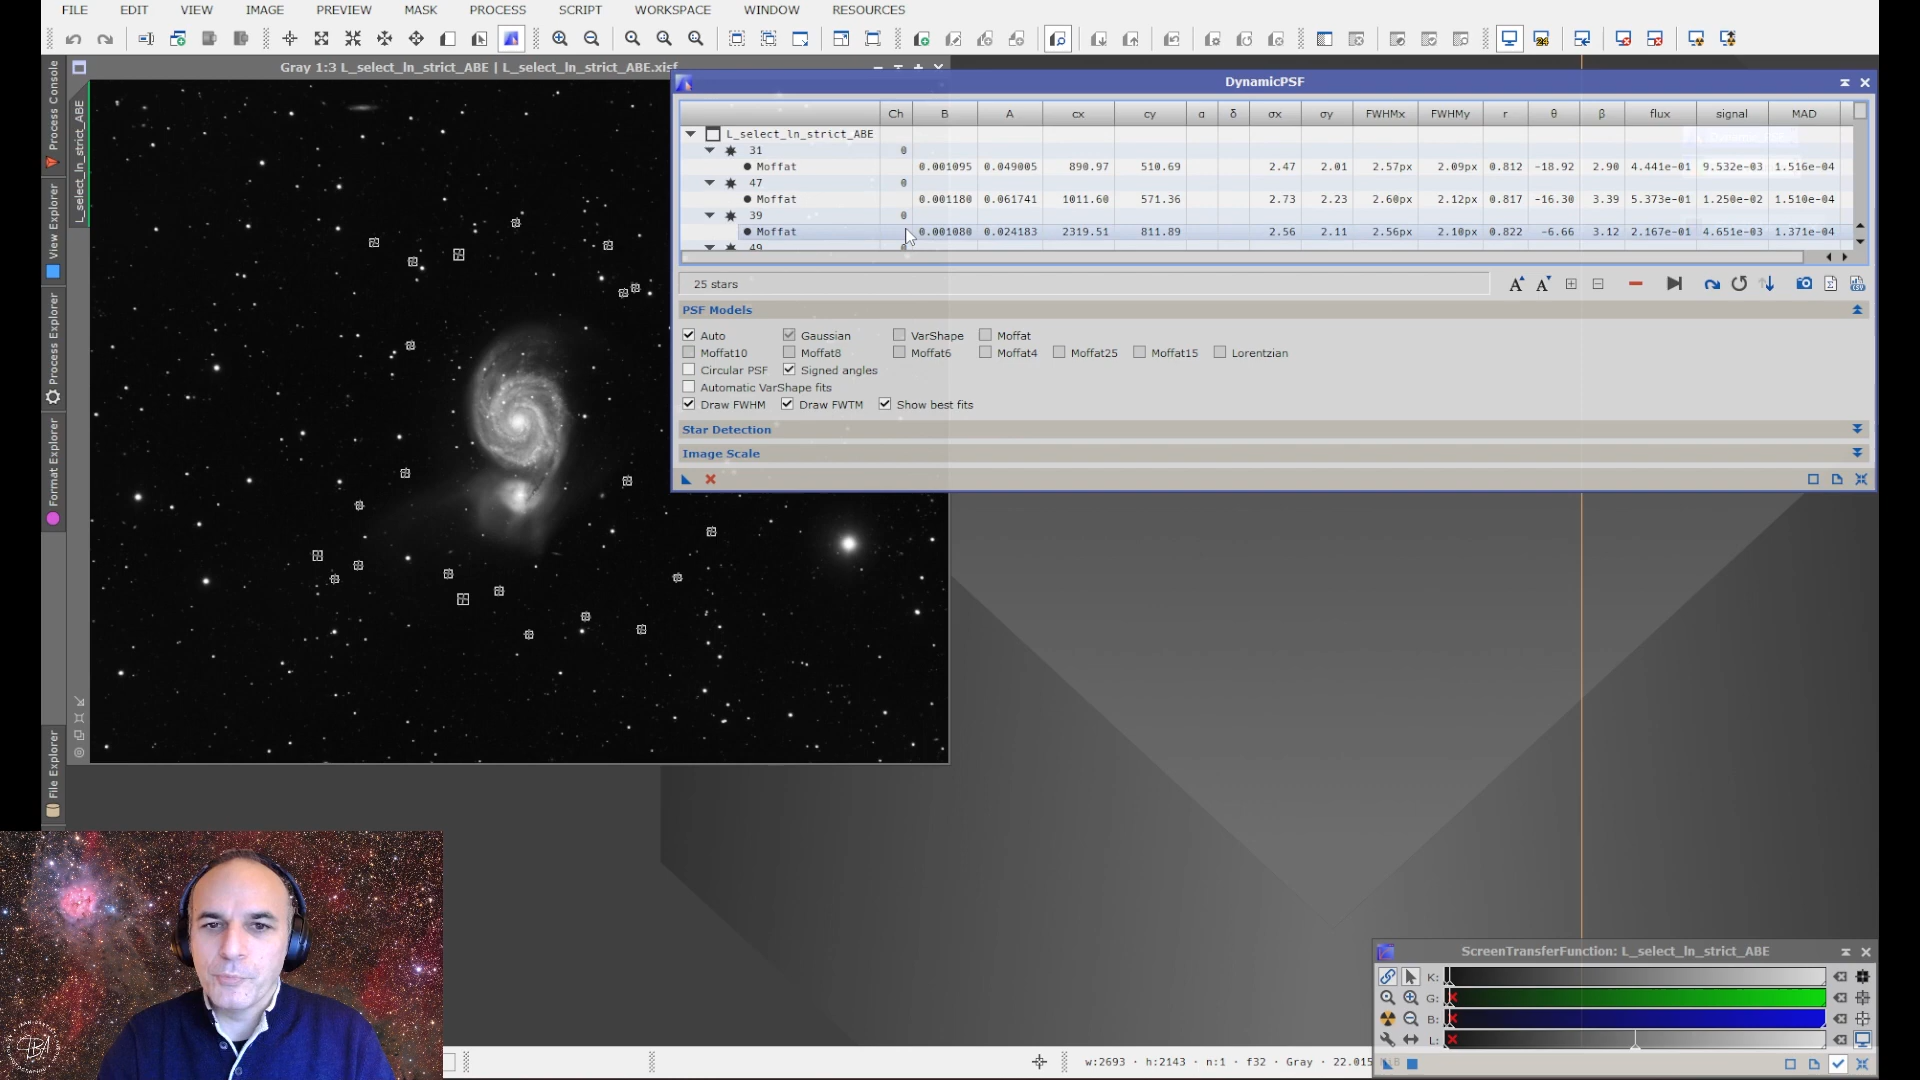 FILE EDIT VIEW IMAGE PREVIEW MASK PROCESS SCRIPT WORKSPACE WINDOW RESOURCES
Process Console
View Explorer
Process Explorer
Format Explorer
File Explorer
L_select_ln_strict_ABE
Gray 1:3 L_select_ln_strict_ABE | L_select_ln_strict_ABE.xisf
DynamicPSF
Ch B A cx cy α δ σx σy FWHMx FWHMy r θ β flux signal MAD
L_select_ln_strict_ABE
31 0
Moffat 0.001095 0.049005 890.97 510.69 2.47 2.01 2.57px 2.09px 0.812 -18.92 2.90 4.441e-01 9.532e-03 1.516e-04
47 0
Moffat 0.001180 0.061741 1011.60 571.36 2.73 2.23 2.60px 2.12px 0.817 -16.30 3.39 5.373e-01 1.250e-02 1.510e-04
39 0
Moffat 0.001080 0.024183 2319.51 811.89 2.56 2.11 2.56px 2.10px 0.822 -6.66 3.12 2.167e-01 4.651e-03 1.371e-04
49 0
25 stars
PSF Models
Auto Gaussian VarShape Moffat
Moffat10 Moffat8 Moffat6 Moffat4 Moffat25 Moffat15 Lorentzian
Circular PSF Signed angles
Automatic VarShape fits
Draw FWHM Draw FWTM Show best fits
Star Detection
Image Scale
ScreenTransferFunction: L_select_ln_strict_ABE
K:
G:
B:
L:
w:2693 · h:2143 · n:1 · f32 · Gray · 22.015